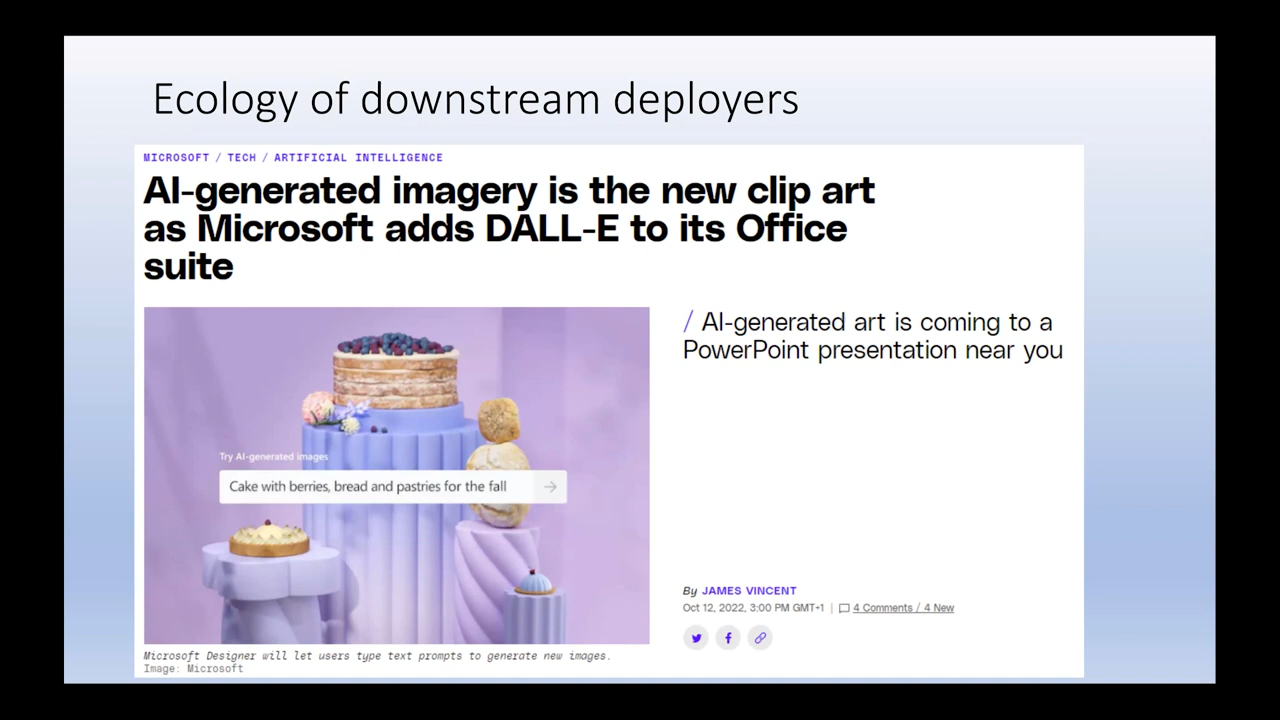 Ecology of downstream deployers
MICROSOFT / TECH / ARTIFICIAL INTELLIGENCE
AI-generated imagery is the new clip art
as Microsoft adds DALL-E to its Office
suite
/ AI-generated art is coming to a
PowerPoint presentation near you
Try AI-generated images
Cake with berries, bread and pastries for the fall
By JAMES VINCENT
Oct 12, 2022, 3:00 PM GMT+1 | 4 Comments / 4 New
Microsoft Designer will let users type text prompts to generate new images.
Image: Microsoft